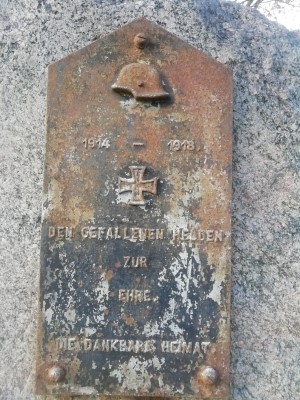 1914 – 1918
DEN GEFALLENEN HELDEN
ZUR
EHRE.
DIE DANKBARE HEIMAT.